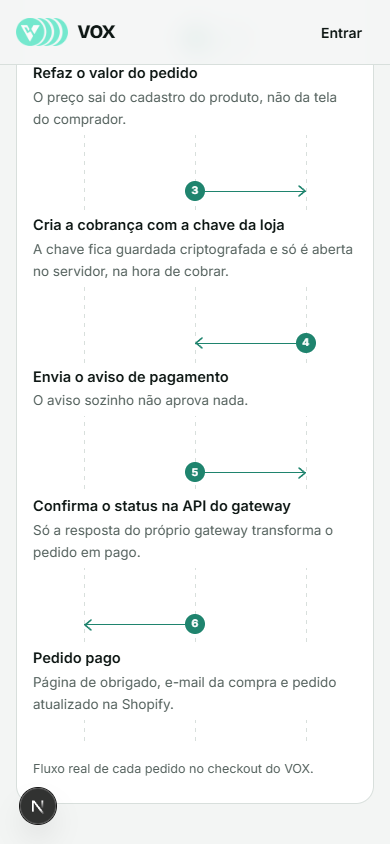 VOX
Entrar
Refaz o valor do pedido
O preço sai do cadastro do produto, não da tela
do comprador.
3
Cria a cobrança com a chave da loja
A chave fica guardada criptografada e só é aberta
no servidor, na hora de cobrar.
4
Envia o aviso de pagamento
O aviso sozinho não aprova nada.
5
Confirma o status na API do gateway
Só a resposta do próprio gateway transforma o
pedido em pago.
6
Pedido pago
Página de obrigado, e-mail da compra e pedido
atualizado na Shopify.
Fluxo real de cada pedido no checkout do VOX.
N